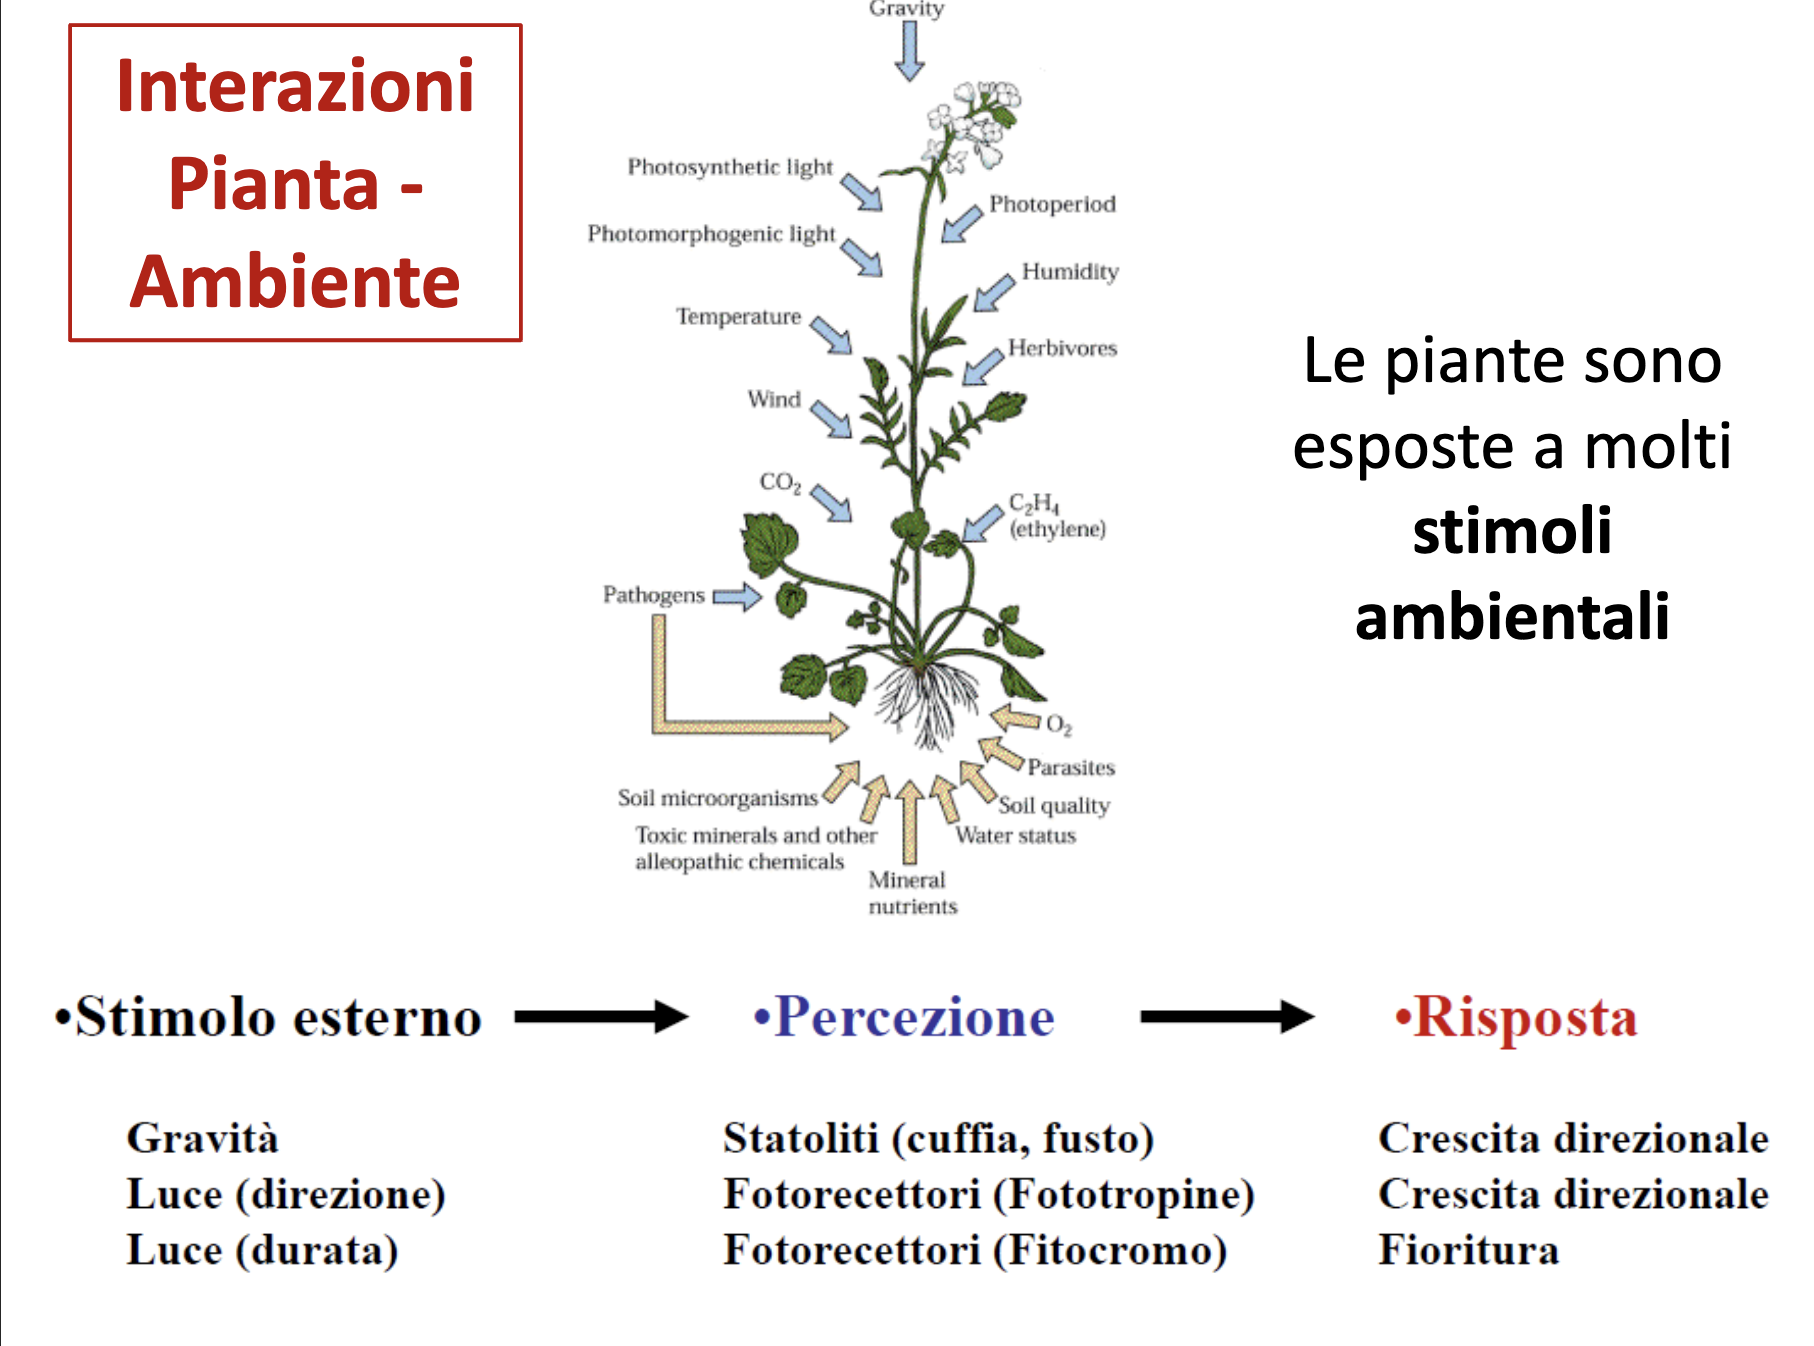 Interazioni
Pianta -
Ambiente
Gravity
Photosynthetic light
Photoperiod
Photomorphogenic light
Humidity
Temperature
Herbivores
Wind
CO₂
C₂H₄
(ethylene)
Pathogens
O₂
Parasites
Soil microorganisms
Soil quality
Toxic minerals and other
alleopathic chemicals
Water status
Mineral
nutrients
Le piante sono
esposte a molti
stimoli
ambientali
•Stimolo esterno
•Percezione
•Risposta
Gravità
Statoliti (cuffia, fusto)
Crescita direzionale
Luce (direzione)
Fotorecettori (Fototropine)
Crescita direzionale
Luce (durata)
Fotorecettori (Fitocromo)
Fioritura